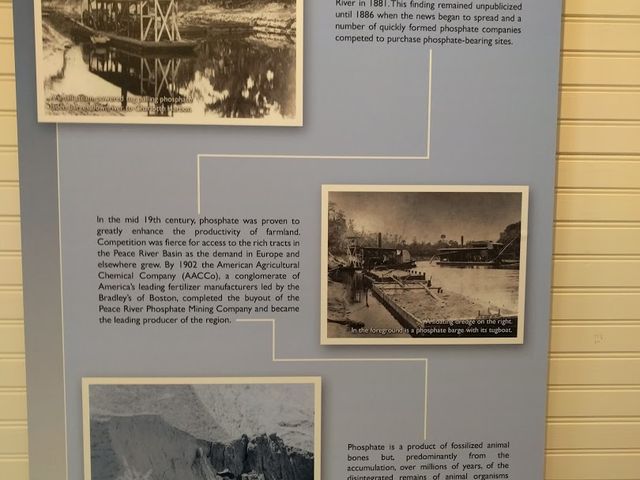 River in 1881. This finding remained unpublicized
until 1886 when the news began to spread and a
number of quickly formed phosphate companies
competed to purchase phosphate-bearing sites.
In the mid 19th century, phosphate was proven to
greatly enhance the productivity of farmland.
Competition was fierce for access to the rich tracts in
the Peace River Basin as the demand in Europe and
elsewhere grew. By 1902 the American Agricultural
Chemical Company (AACCo), a conglomerate of
America's leading fertilizer manufacturers led by the
Bradley's of Boston, completed the buyout of the
Peace River Phosphate Mining Company and became
the leading producer of the region.
dredge on the right.
In the foreground is a phosphate barge with its tugboat.
Phosphate is a product of fossilized animal
bones but, predominantly from the
accumulation, over millions of years, of the
disintegrated remains of animal organisms